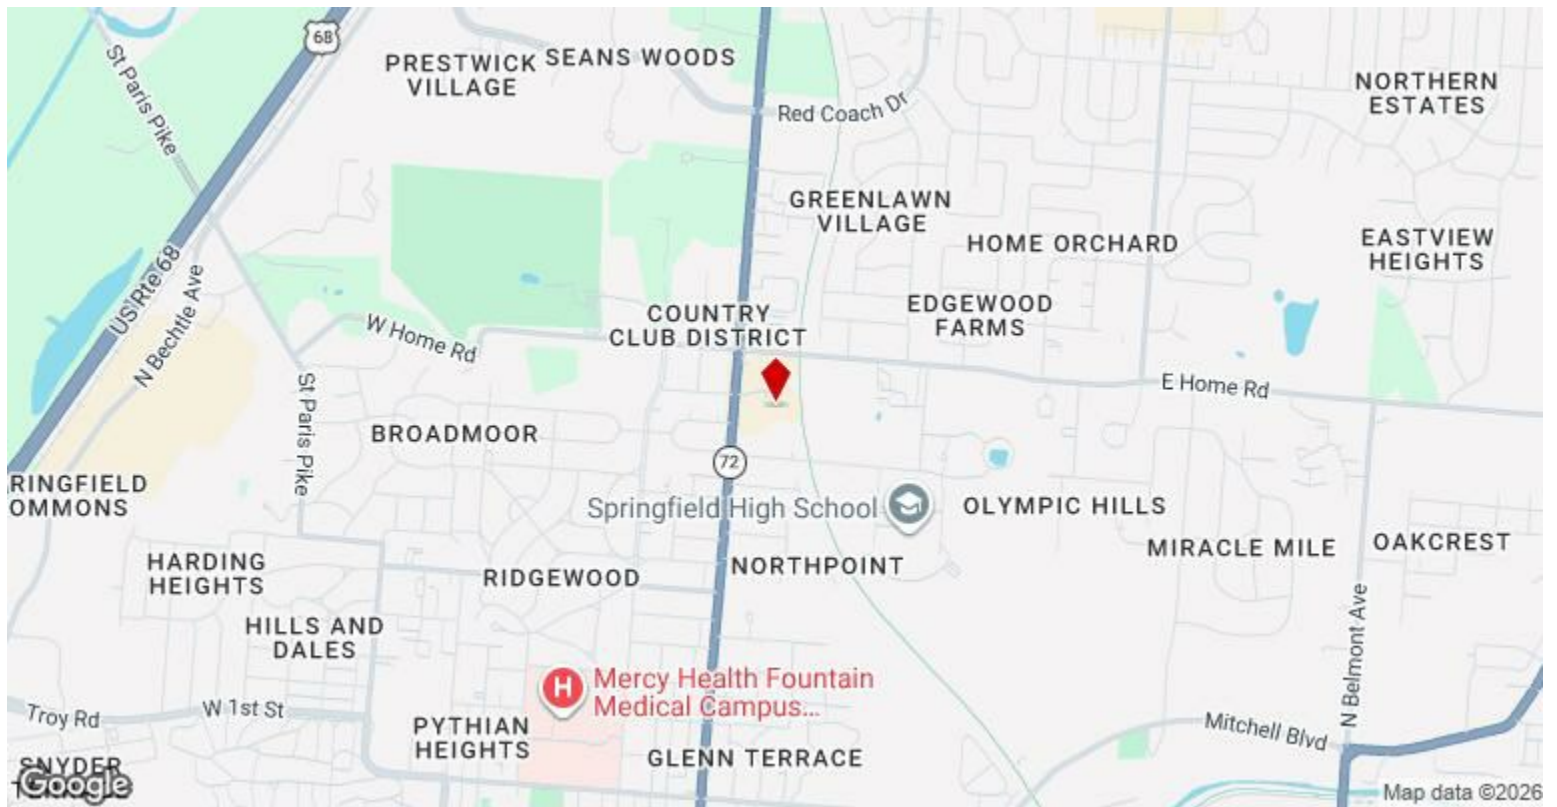 68
St Paris Pike
PRESTWICK
VILLAGE
SEANS WOODS
Red Coach Dr
NORTHERN
ESTATES
GREENLAWN
VILLAGE
HOME ORCHARD
EASTVIEW
HEIGHTS
US Rte 68
N Bechtle Ave
W Home Rd
COUNTRY
CLUB DISTRICT
EDGEWOOD
FARMS
E Home Rd
St Paris Pike
BROADMOOR
72
RINGFIELD
OMMONS
Springfield High School
OLYMPIC HILLS
MIRACLE MILE
OAKCREST
HARDING
HEIGHTS
RIDGEWOOD
NORTHPOINT
HILLS AND
DALES
N Belmont Ave
H
Mercy Health Fountain
Medical Campus...
Troy Rd
W 1st St
PYTHIAN
HEIGHTS
GLENN TERRACE
Mitchell Blvd
SNYDER
Google
Map data ©2026